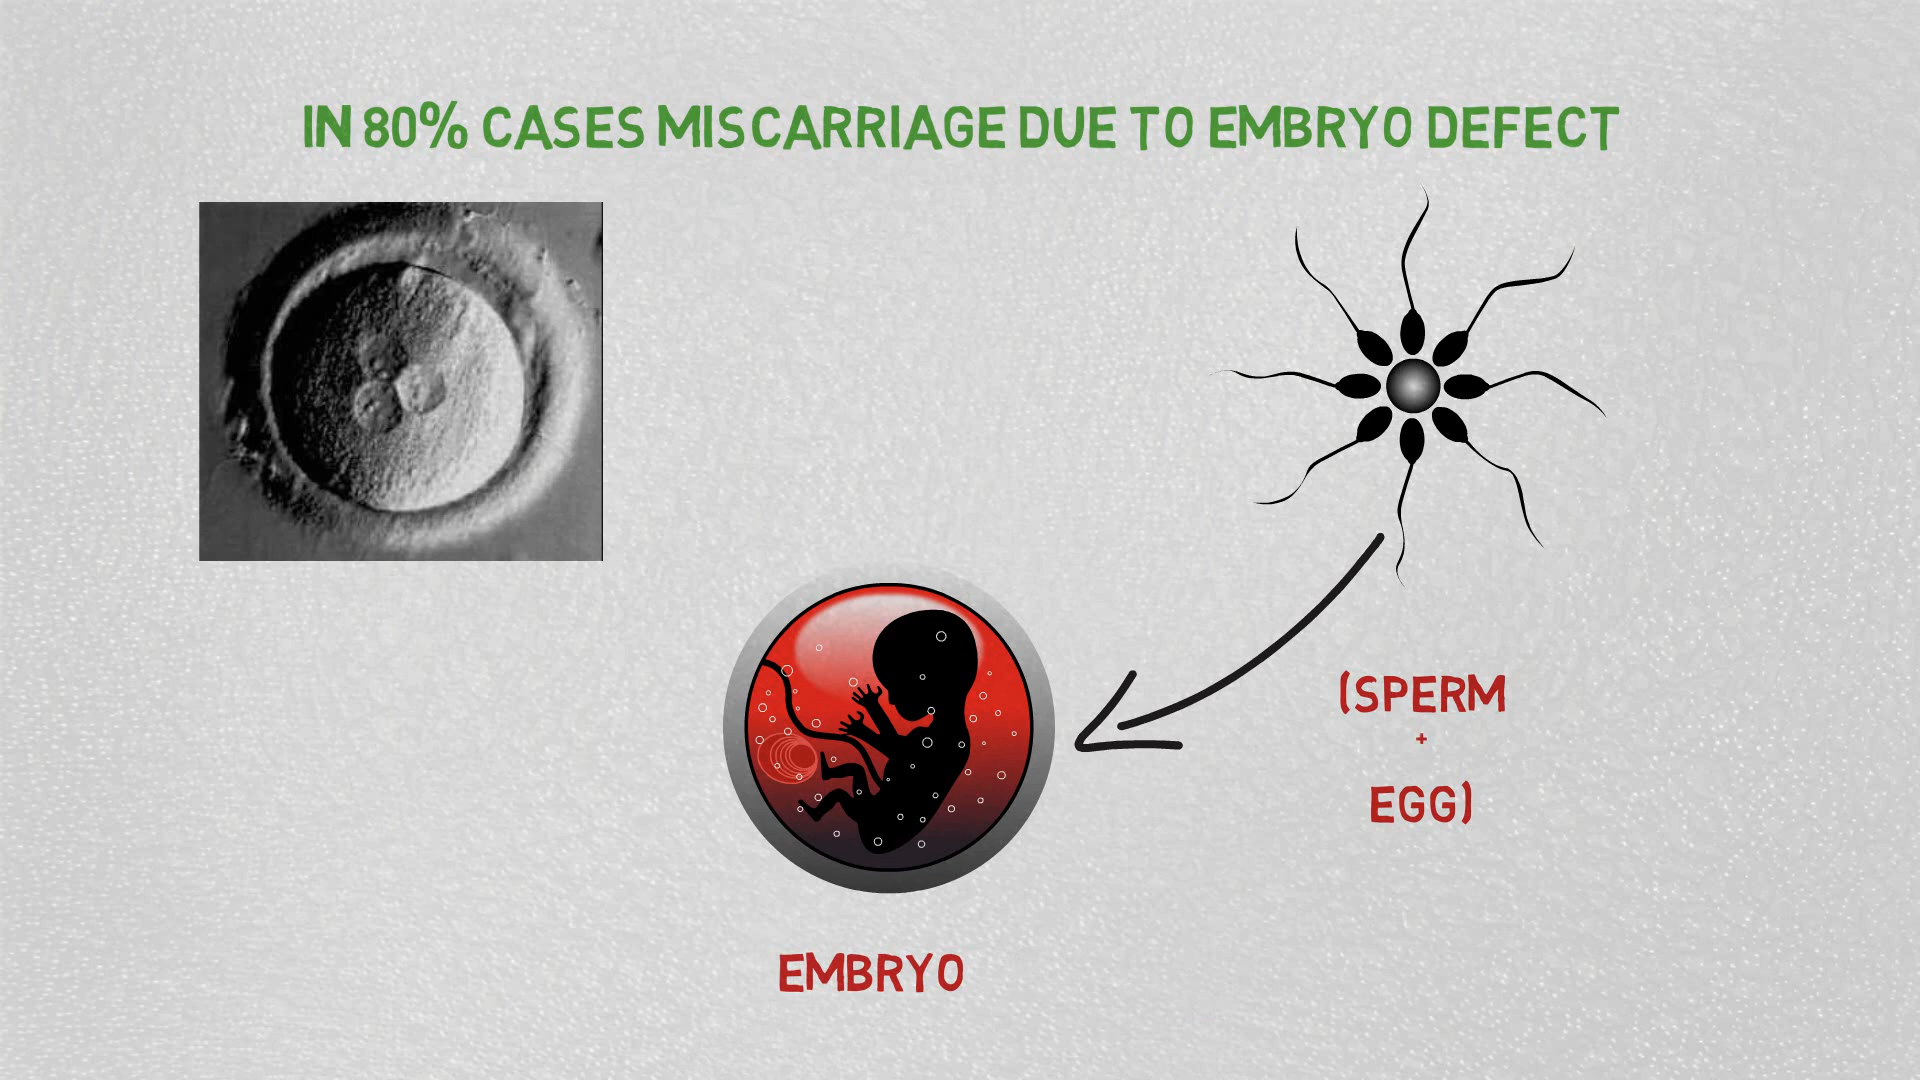 IN 80% CASES MISCARRIAGE DUE TO EMBRYO DEFECT
(SPERM
+
EGG)
EMBRYO